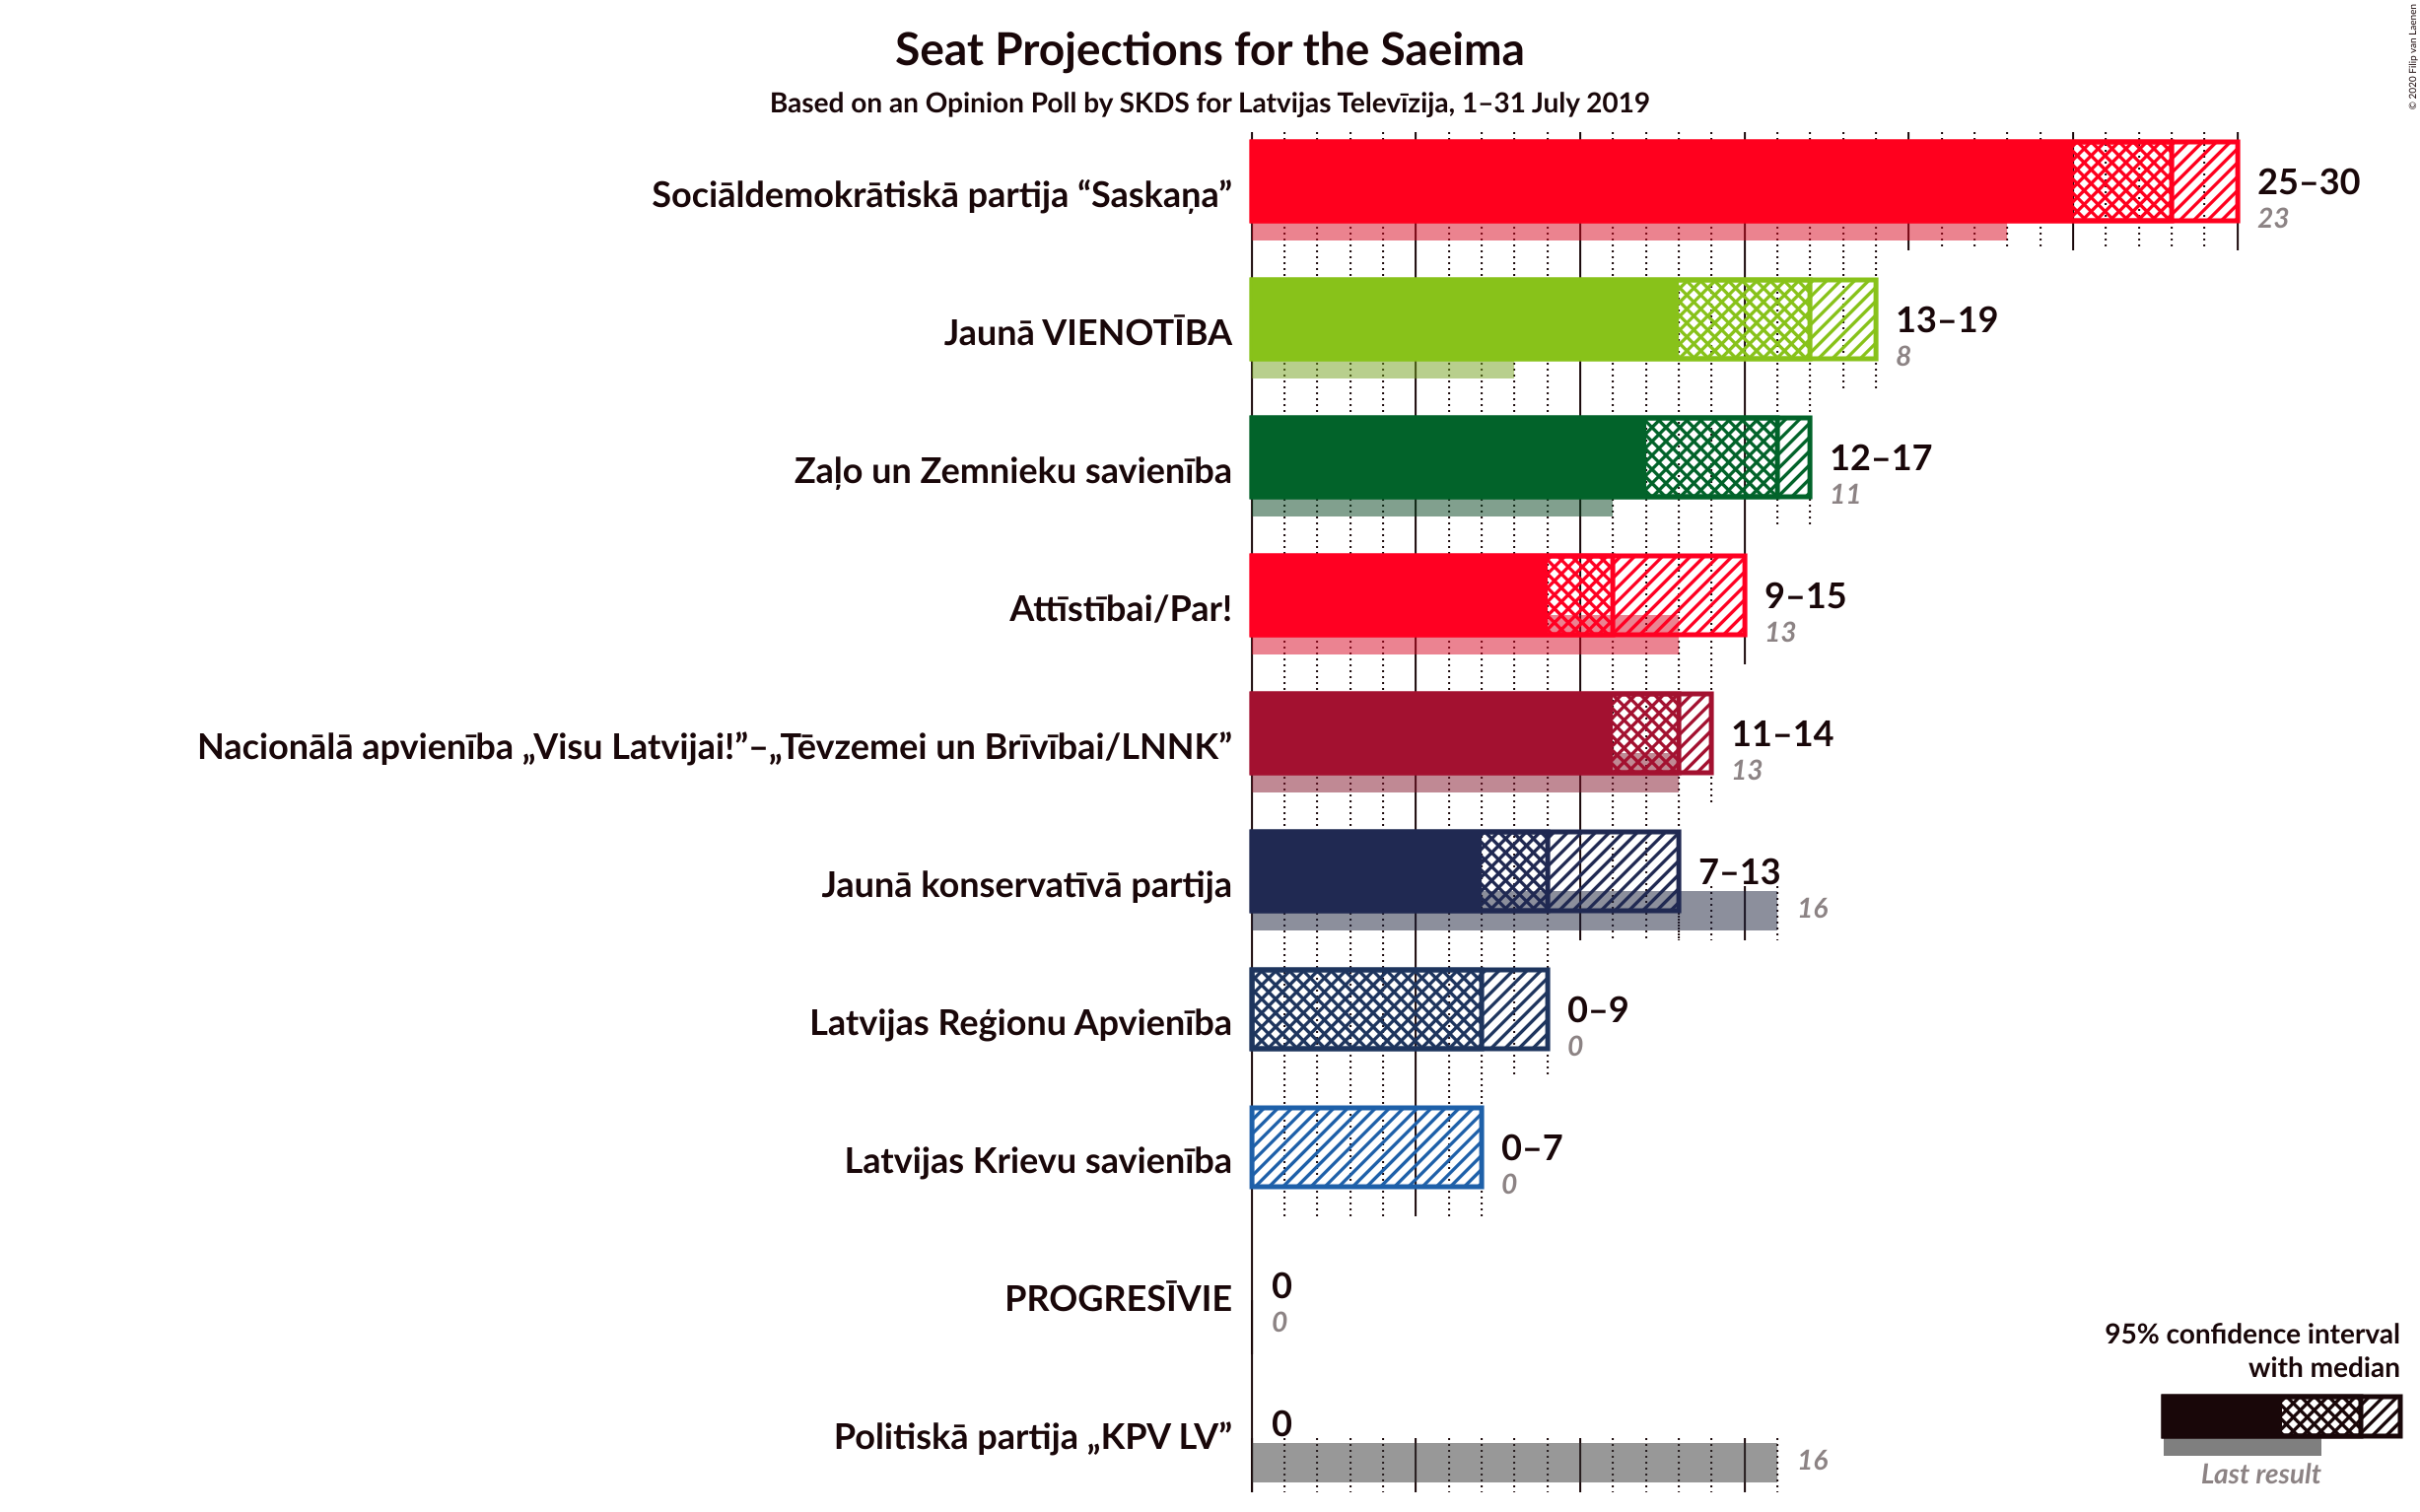 Seat Projections for the Saeima
Based on an Opinion Poll by SKDS for Latvijas Televīzija, 1–31 July 2019
© 2020 Filip van Laenen
Sociāldemokrātiskā partija “Saskaņa”
25–30
23
Jaunā VIENOTĪBA
13–19
8
Zaļo un Zemnieku savienība
12–17
11
Attīstībai/Par!
9–15
13
Nacionālā apvienība „Visu Latvijai!”–„Tēvzemei un Brīvībai/LNNK”
11–14
13
Jaunā konservatīvā partija
7–13
16
Latvijas Reģionu Apvienība
0–9
0
Latvijas Krievu savienība
0–7
0
PROGRESĪVIE
0
0
Politiskā partija „KPV LV”
0
16
95% confidence interval
with median
Last result